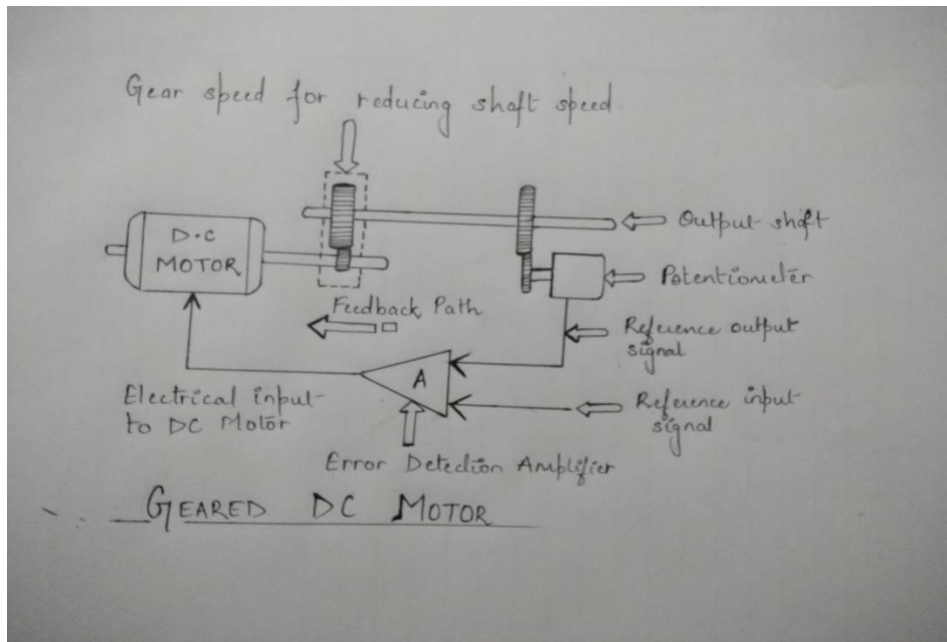 Gear speed for reducing shaft speed.
D.C
MOTOR
Output shaft
Potentiometer
Feedback Path
Reference output
signal
A
Electrical input
to DC Motor
Reference input
signal
Error Detection Amplifier
GEARED DC MOTOR